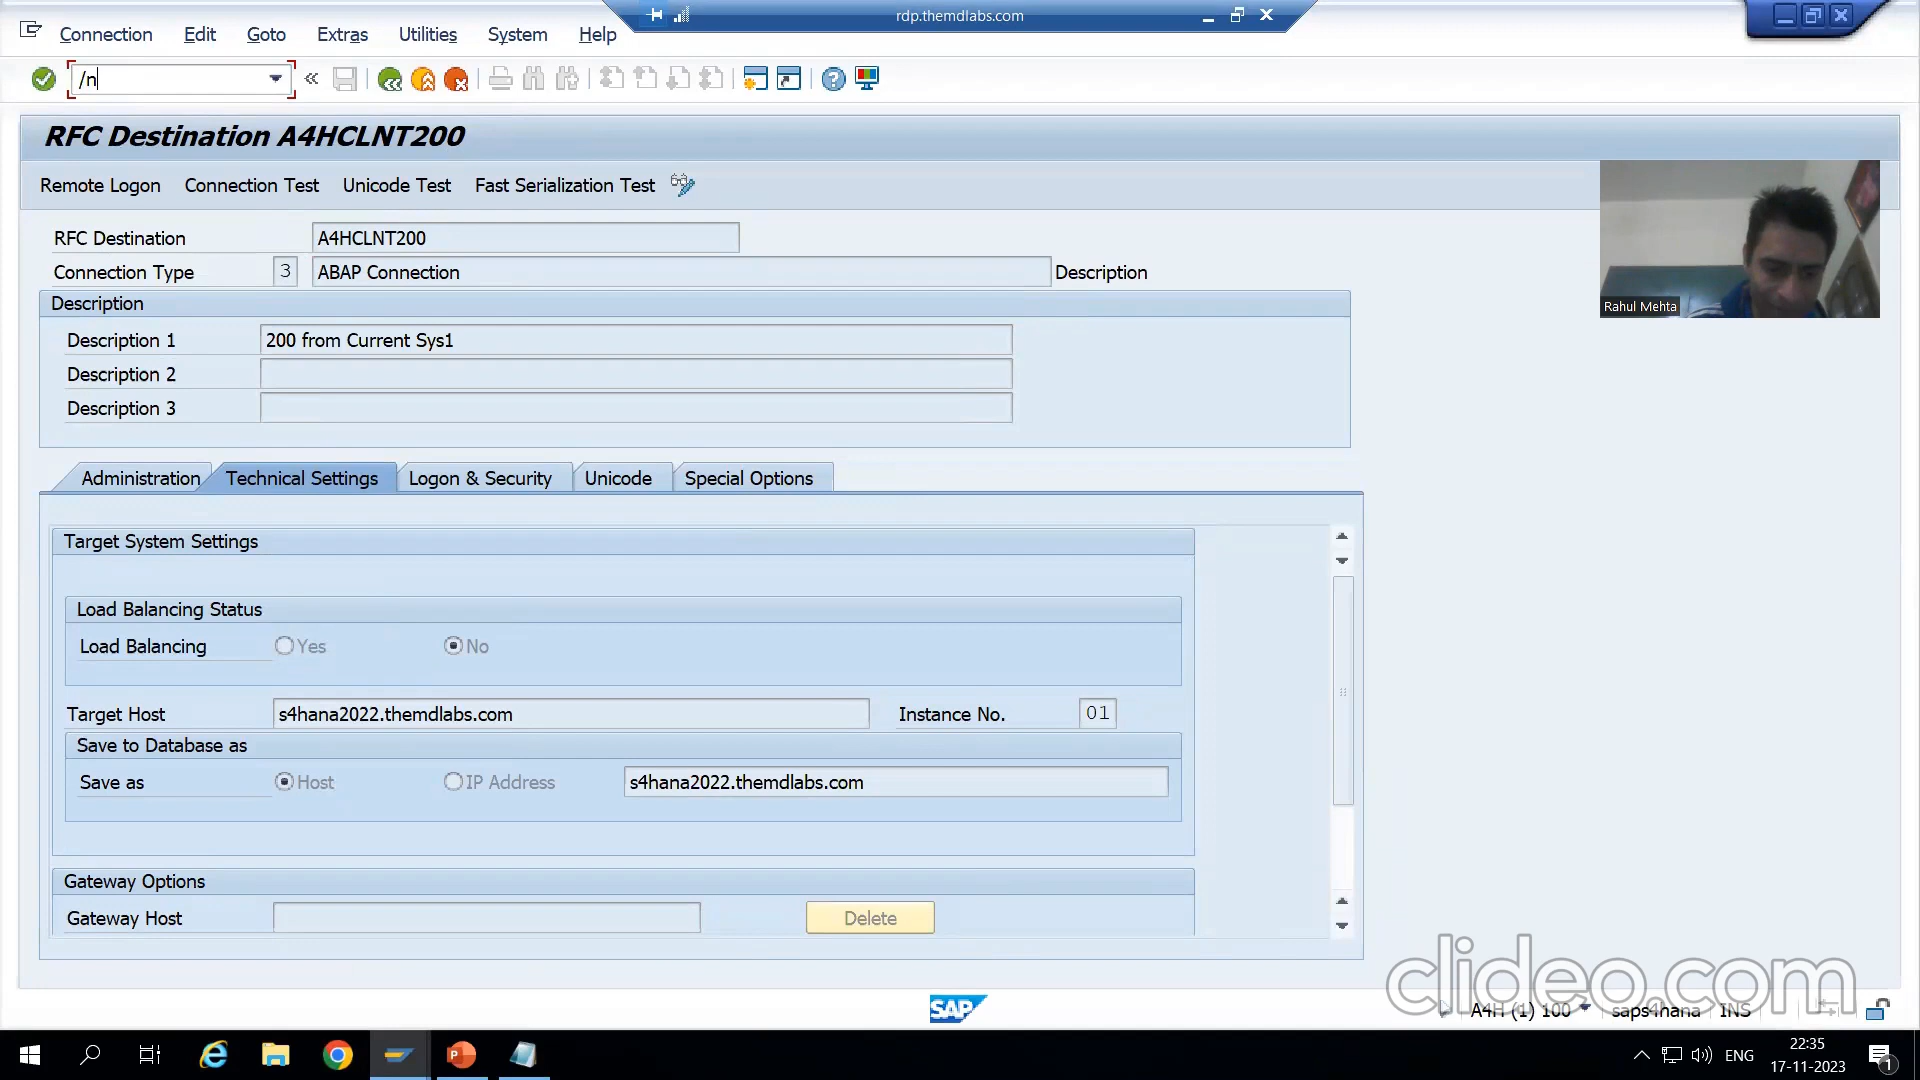 rdp.themdlabs.com
Connection Edit Goto Extras Utilities System Help
/n
RFC Destination A4HCLNT200
Remote Logon Connection Test Unicode Test Fast Serialization Test
RFC Destination A4HCLNT200
Connection Type 3 ABAP Connection Description
Description
Description 1 200 from Current Sys1
Description 2
Description 3
Rahul Mehta
Administration Technical Settings Logon & Security Unicode Special Options
Target System Settings
Load Balancing Status
Load Balancing Yes No
Target Host s4hana2022.themdlabs.com Instance No. 01
Save to Database as
Save as Host IP Address s4hana2022.themdlabs.com
Gateway Options
Gateway Host Delete
clideo.com
SAP A4H (1) 100 saps4hana INS
22:35
ENG
17-11-2023
1